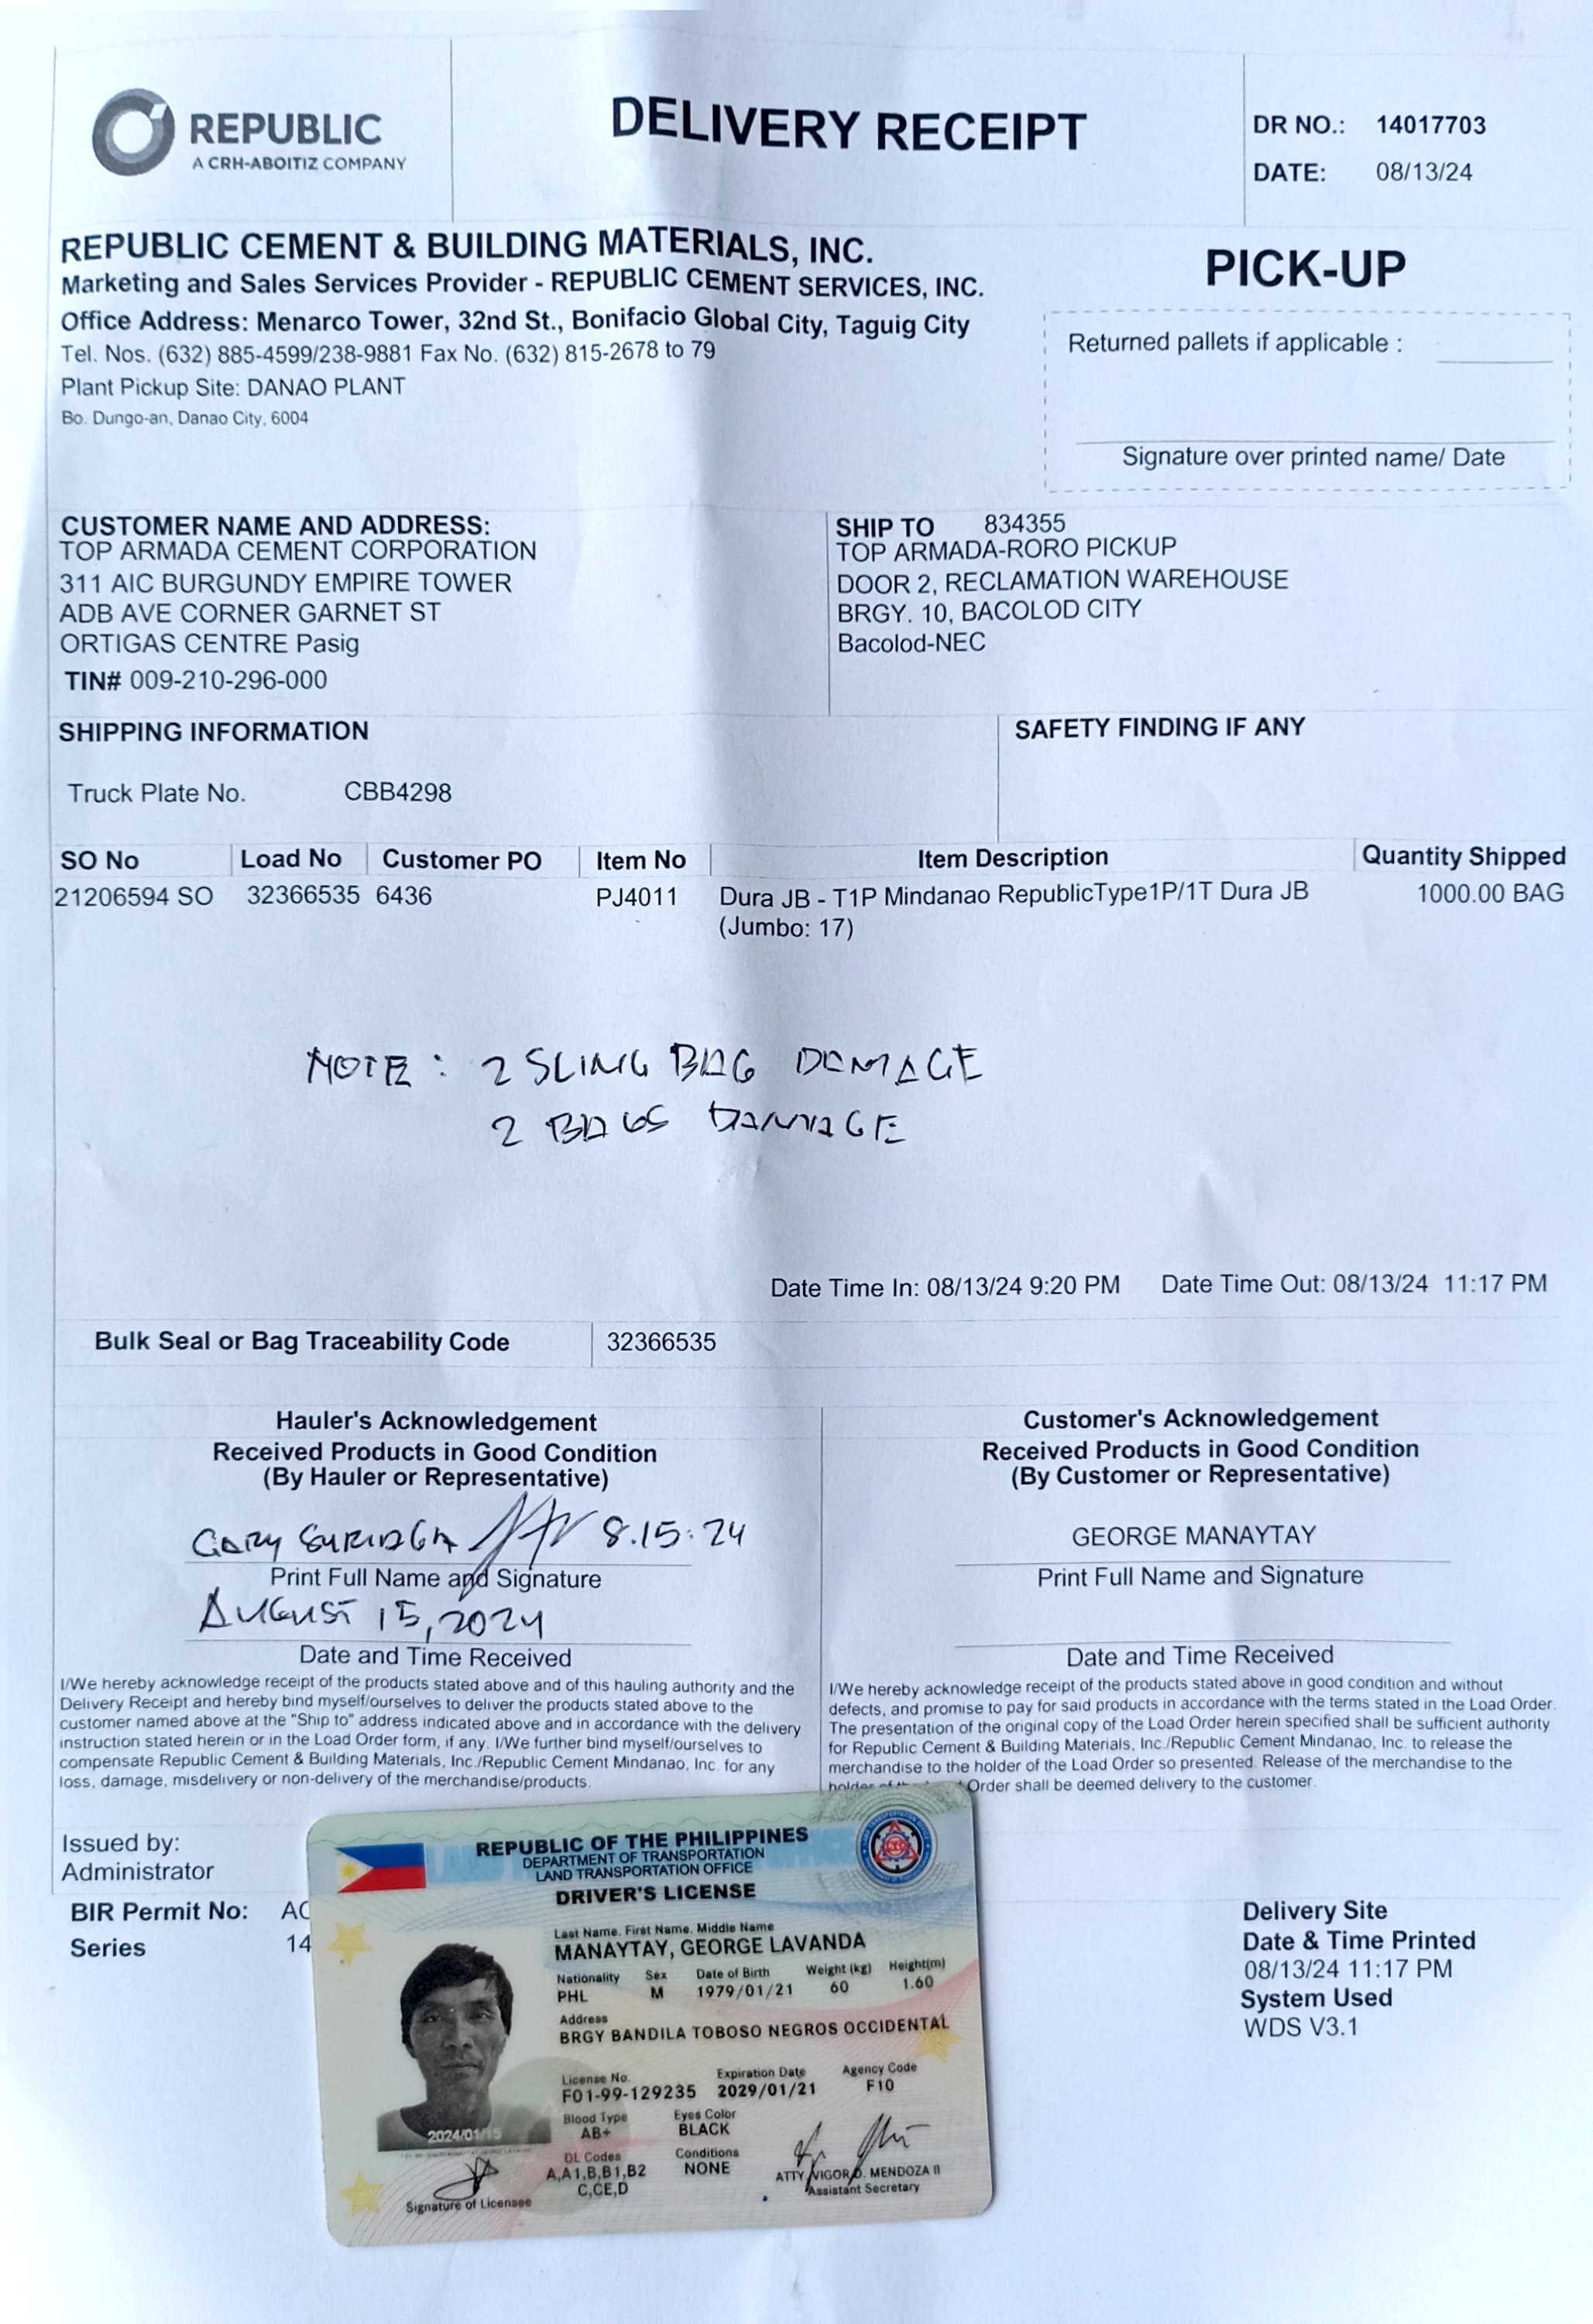 REPUBLIC
A CRH-ABOITIZ COMPANY
DELIVERY RECEIPT
DR NO.: 14017703
DATE: 08/13/24
REPUBLIC CEMENT & BUILDING MATERIALS, INC.
Marketing and Sales Services Provider - REPUBLIC CEMENT SERVICES, INC.
Office Address: Menarco Tower, 32nd St., Bonifacio Global City, Taguig City
Tel. Nos. (632) 885-4599/238-9881 Fax No. (632) 815-2678 to 79
Plant Pickup Site: DANAO PLANT
Bo. Dungo-an, Danao City, 6004
PICK-UP
Returned pallets if applicable :
Signature over printed name/ Date
CUSTOMER NAME AND ADDRESS:
TOP ARMADA CEMENT CORPORATION
311 AIC BURGUNDY EMPIRE TOWER
ADB AVE CORNER GARNET ST
ORTIGAS CENTRE Pasig
TIN# 009-210-296-000
SHIP TO 834355
TOP ARMADA-RORO PICKUP
DOOR 2, RECLAMATION WAREHOUSE
BRGY. 10, BACOLOD CITY
Bacolod-NEC
SHIPPING INFORMATION
Truck Plate No. CBB4298
SAFETY FINDING IF ANY
SO No Load No Customer PO Item No Item Description Quantity Shipped
21206594 SO 32366535 6436 PJ4011 Dura JB - T1P Mindanao RepublicType1P/1T Dura JB 1000.00 BAG
(Jumbo: 17)
NOTE : 2 SLING BAG DAMAGE
2 BAGS DAMAGE
Date Time In: 08/13/24 9:20 PM Date Time Out: 08/13/24 11:17 PM
Bulk Seal or Bag Traceability Code 32366535
Hauler's Acknowledgement
Received Products in Good Condition
(By Hauler or Representative)
GARY 8.15.24
Print Full Name and Signature
AUGUST 15, 2024
Date and Time Received
I/We hereby acknowledge receipt of the products stated above and of this hauling authority and the
Delivery Receipt and hereby bind myself/ourselves to deliver the products stated above to the
customer named above at the "Ship to" address indicated above and in accordance with the delivery
instruction stated herein or in the Load Order form, if any. I/We further bind myself/ourselves to
compensate Republic Cement & Building Materials, Inc./Republic Cement Mindanao, Inc. for any
loss, damage, misdelivery or non-delivery of the merchandise/products.
Customer's Acknowledgement
Received Products in Good Condition
(By Customer or Representative)
GEORGE MANAYTAY
Print Full Name and Signature
Date and Time Received
I/We hereby acknowledge receipt of the products stated above in good condition and without
defects, and promise to pay for said products in accordance with the terms stated in the Load Order.
The presentation of the original copy of the Load Order herein specified shall be sufficient authority
for Republic Cement & Building Materials, Inc./Republic Cement Mindanao, Inc. to release the
merchandise to the holder of the Load Order so presented. Release of the merchandise to the
holder of Order shall be deemed delivery to the customer.
Issued by:
Administrator
BIR Permit No: AC
Series 14
Delivery Site
Date & Time Printed
08/13/24 11:17 PM
System Used
WDS V3.1
REPUBLIC OF THE PHILIPPINES
DEPARTMENT OF TRANSPORTATION
LAND TRANSPORTATION OFFICE
DRIVER'S LICENSE
Last Name, First Name, Middle Name
MANAYTAY, GEORGE LAVANDA
Nationality Sex Date of Birth Weight (kg) Height(m)
PHL M 1979/01/21 60 1.60
Address
BRGY BANDILA TOBOSO NEGROS OCCIDENTAL
License No. Expiration Date Agency Code
F01-99-129235 2029/01/21 F10
Blood Type Eyes Color
AB+ BLACK
DL Codes Conditions
A,A1,B,B1,B2 NONE
C,CE,D
2024/01/15
Signature of Licensee
ATTY. VIGOR D. MENDOZA II
Assistant Secretary